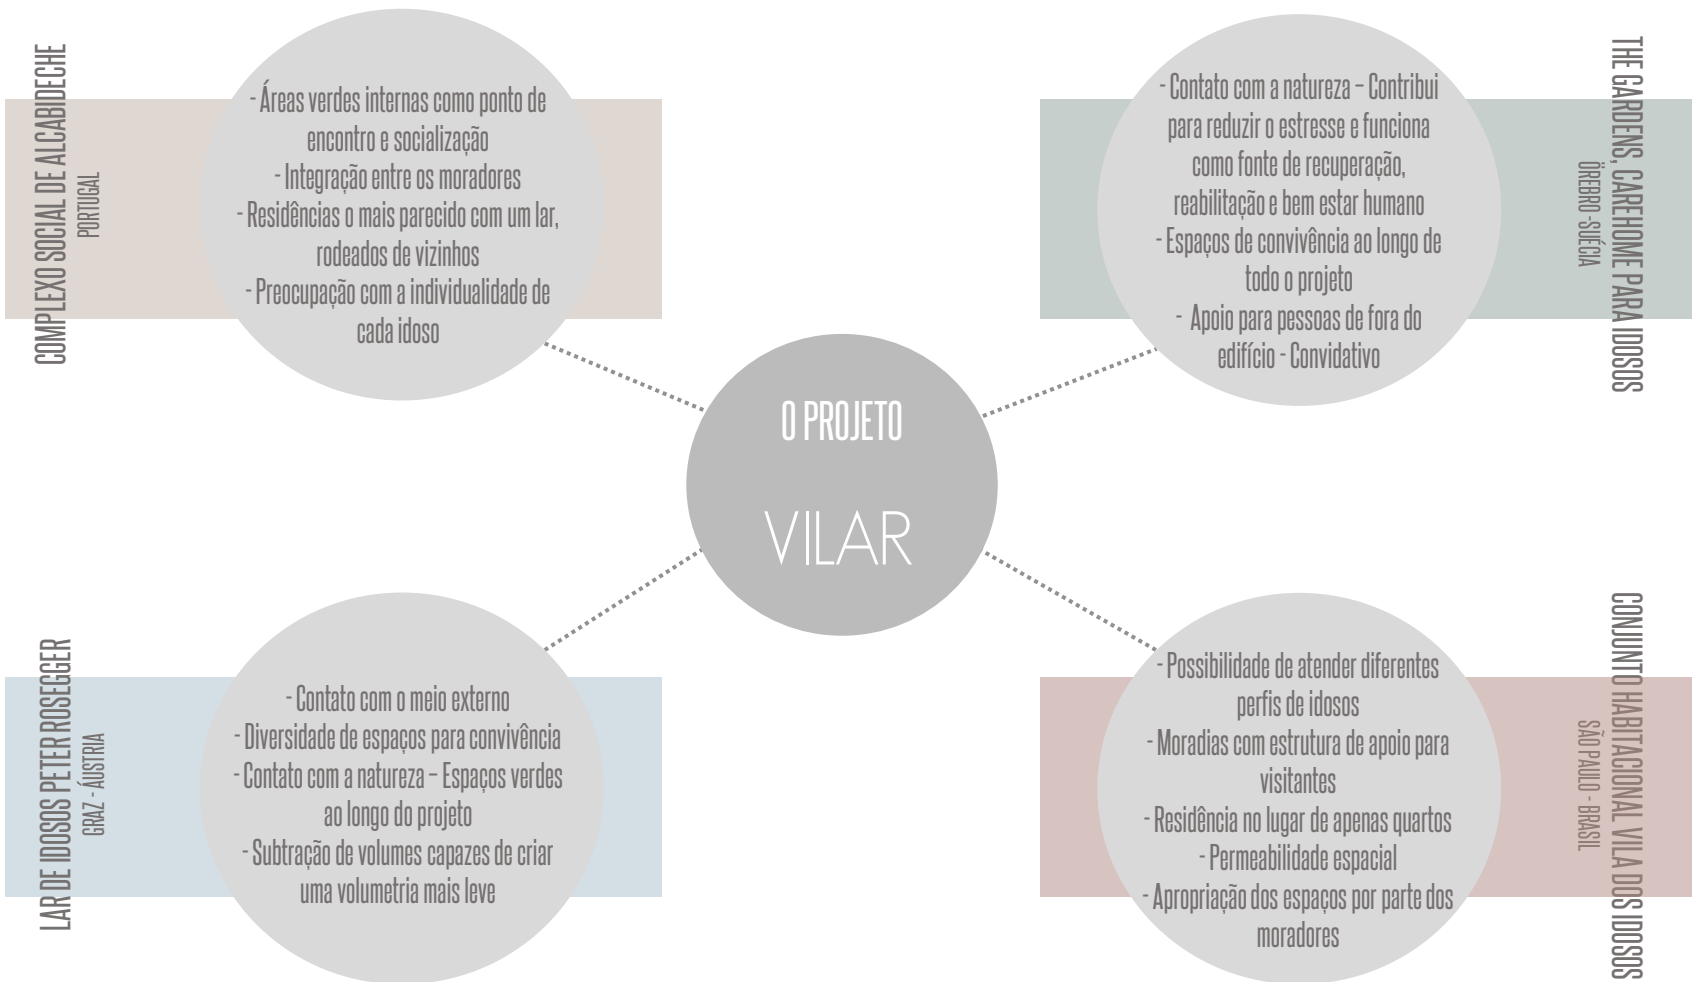 COMPLEXO SOCIAL DE ALCABIDECHE
PORTUGAL
- Áreas verdes internas como ponto de
encontro e socialização
- Integração entre os moradores
- Residências o mais parecido com um lar,
rodeados de vizinhos
- Preocupação com a individualidade de
cada idoso
- Contato com a natureza – Contribui
para reduzir o estresse e funciona
como fonte de recuperação,
reabilitação e bem estar humano
- Espaços de convivência ao longo de
todo o projeto
- Apoio para pessoas de fora do
edifício - Convidativo
THE GARDENS, CAREHOME PARA IDOSOS
ÖREBRO -SUÉCIA
O PROJETO
VILAR
LAR DE IDOSOS PETER ROSEGGER
GRAZ - ÁUSTRIA
- Contato com o meio externo
- Diversidade de espaços para convivência
- Contato com a natureza – Espaços verdes
ao longo do projeto
- Subtração de volumes capazes de criar
uma volumetria mais leve
- Possibilidade de atender diferentes
perfis de idosos
- Moradias com estrutura de apoio para
visitantes
- Residência no lugar de apenas quartos
- Permeabilidade espacial
- Apropriação dos espaços por parte dos
moradores
CONJUNTO HABITACIONAL VILA DOS IDOSOS
SÃO PAULO - BRASIL